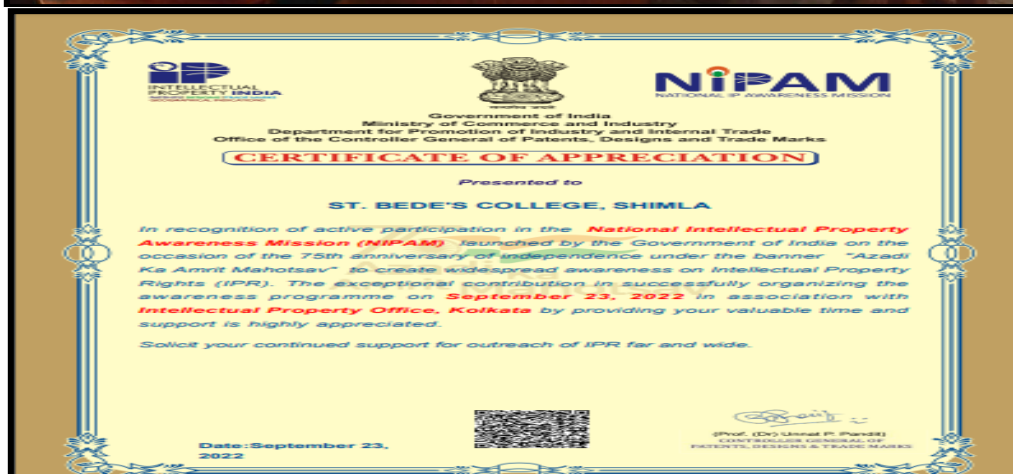 iP
INTELLECTUAL
PROPERTY INDIA
GEOGRAPHICAL INDICATIONS
NiPAM
NATIONAL IP AWARENESS MISSION
सत्यमेव जयते
Government of India
Ministry of Commerce and Industry
Department for Promotion of Industry and Internal Trade
Office of the Controller General of Patents, Designs and Trade Marks
CERTIFICATE OF APPRECIATION
Presented to
ST. BEDE'S COLLEGE, SHIMLA
In recognition of active participation in the National Intellectual Property
Awareness Mission (NIPAM) launched by the Government of India on the
occasion of the 75th anniversary of independence under the banner "Azadi
Ka Amrit Mahotsav" to create widespread awareness on Intellectual Property
Rights (IPR). The exceptional contribution in successfully organizing the
awareness programme on September 23, 2022 in association with
Intellectual Property Office, Kolkata by providing your valuable time and
support is highly appreciated.
Solicit your continued support for outreach of IPR far and wide.
Date:September 23,
2022
(Prof. (Dr) Unnat P. Pandit)
CONTROLLER GENERAL OF
PATENTS, DESIGNS & TRADE MARKS